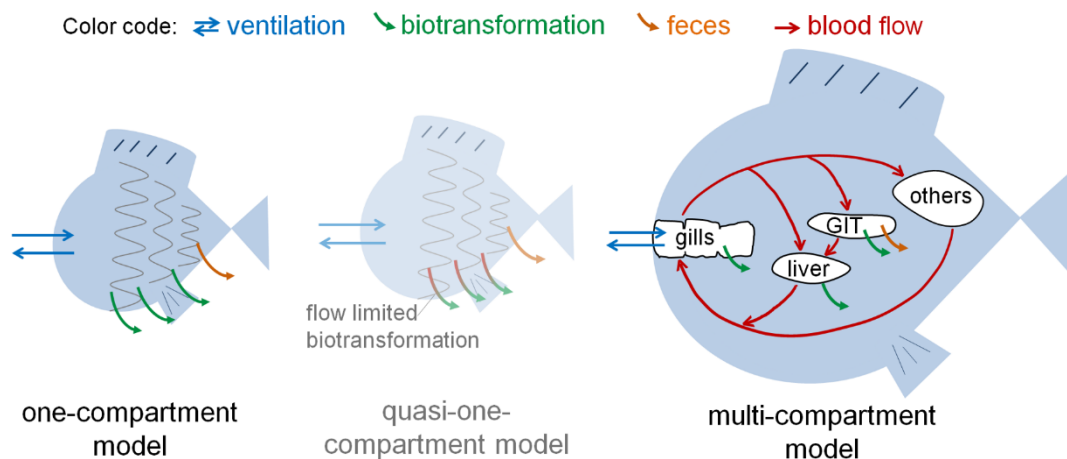 Color code: ventilation biotransformation feces blood flow
others
GIT
gills
liver
flow limited
biotransformation
one-compartment
model
quasi-one-
compartment model
multi-compartment
model